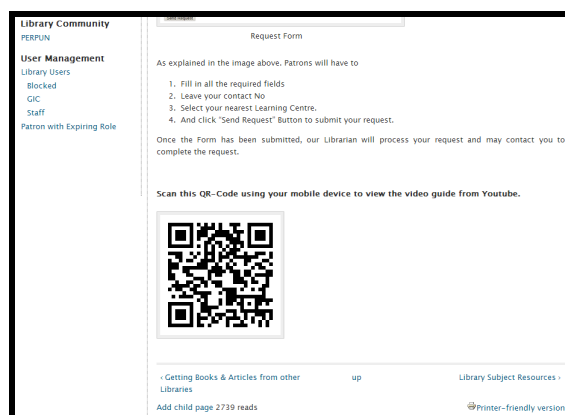 Library Community
PERPUN
User Management
Library Users
Blocked
GIC
Staff
Patron with Expiring Role
Send Request
Request Form
As explained in the image above. Patrons will have to
1. Fill in all the required fields
2. Leave your contact No
3. Select your nearest Learning Centre.
4. And click "Send Request" Button to submit your request.
Once the Form has been submitted, our Librarian will process your request and may contact you to
complete the request.
Scan this QR-Code using your mobile device to view the video guide from Youtube.
‹ Getting Books & Articles from other
Libraries
up
Library Subject Resources ›
Add child page 2739 reads
Printer-friendly version